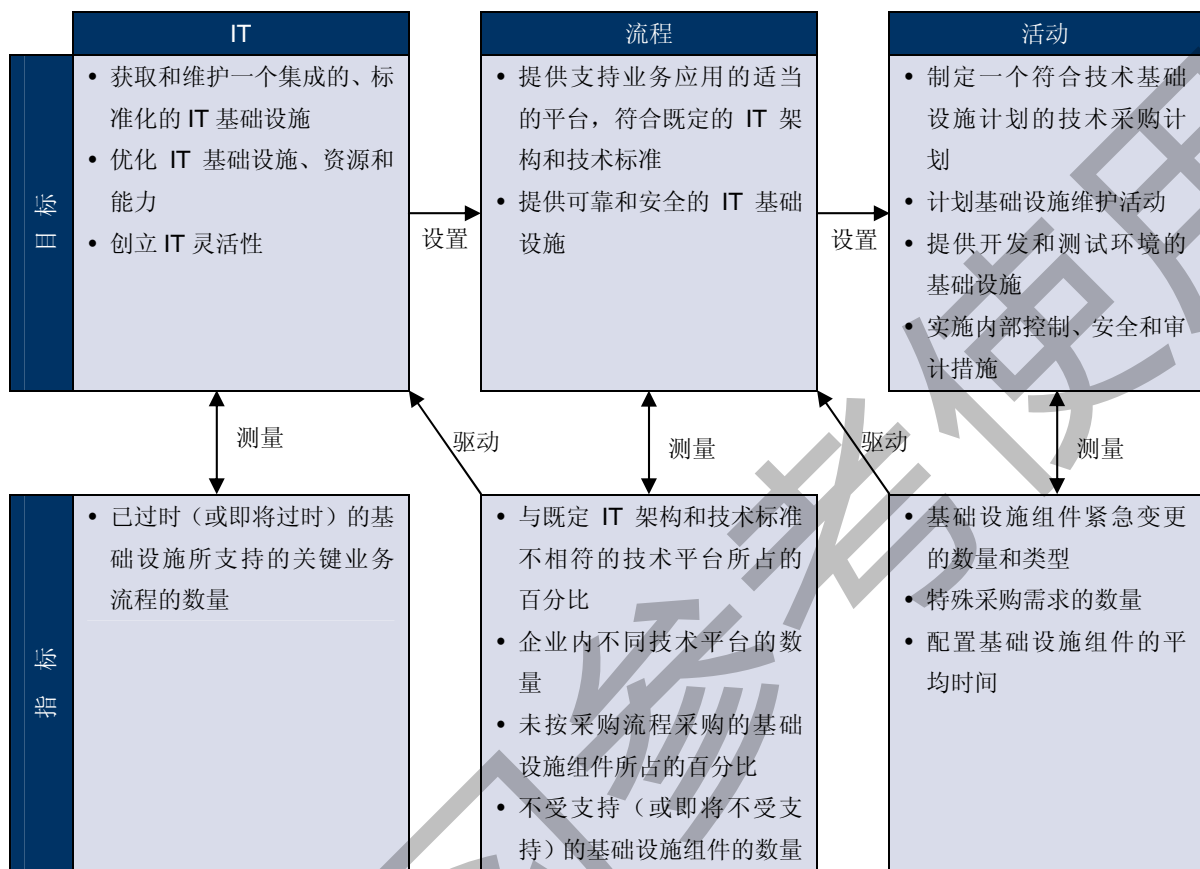 IT
流程
活动
目标
• 获取和维护一个集成的、标
准化的 IT 基础设施
• 优化 IT 基础设施、资源和
能力
• 创立 IT 灵活性
设置
• 提供支持业务应用的适当
的平台，符合既定的 IT 架
构和技术标准
• 提供可靠和安全的 IT 基础
设施
设置
• 制定一个符合技术基础
设施计划的技术采购计
划
• 计划基础设施维护活动
• 提供开发和测试环境的
基础设施
• 实施内部控制、安全和审
计措施
测量
驱动
测量
驱动
测量
指标
• 已过时（或即将过时）的基
础设施所支持的关键业务
流程的数量
• 与既定 IT 架构和技术标准
不相符的技术平台所占的
百分比
• 企业内不同技术平台的数
量
• 未按采购流程采购的基础
设施组件所占的百分比
• 不受支持（或即将不受支
持）的基础设施组件的数量
• 基础设施组件紧急变更
的数量和类型
• 特殊采购需求的数量
• 配置基础设施组件的平
均时间
参考使用